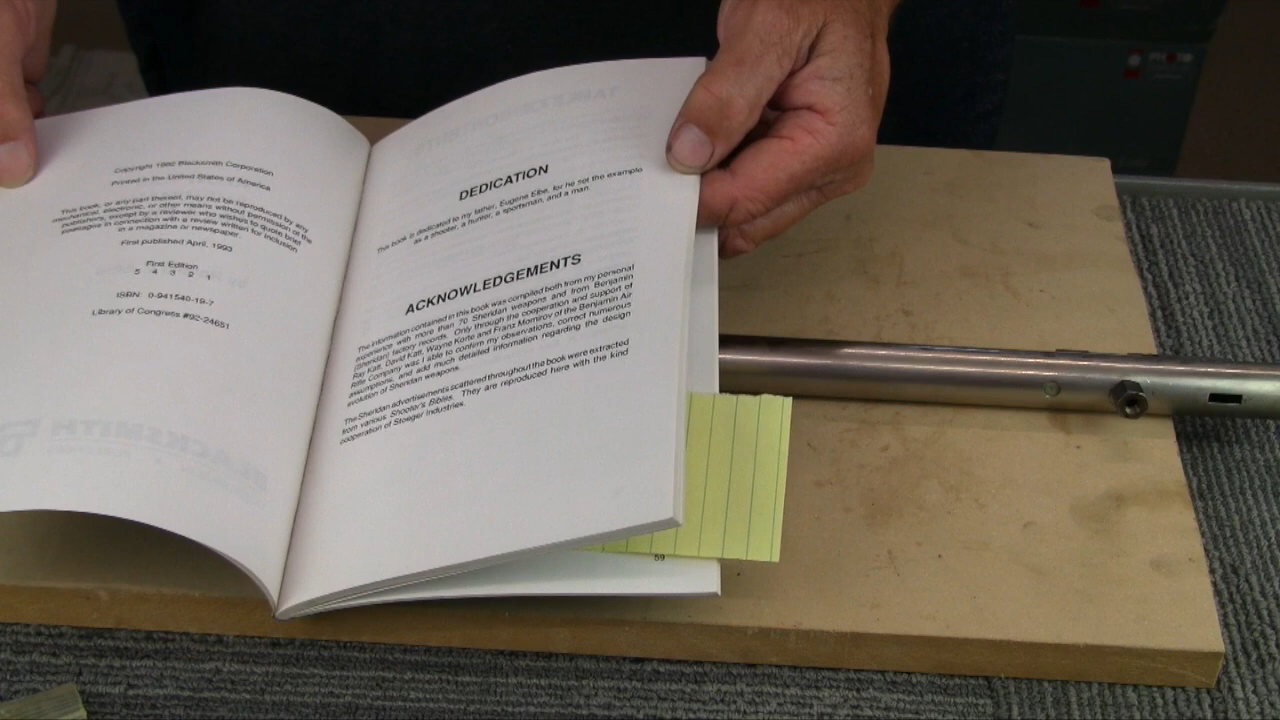 Copyright 1992 Blacksmith Corporation
Printed in the United States of America
This book, or any part thereof, may not be reproduced by any
mechanical, electronic, or other means without permission of the
publishers, except by a reviewer who wishes to quote brief
passages in connection with a review written for inclusion
in a magazine or newspaper.
First published April, 1993
First Edition
5 4 3 2 1
ISBN: 0-941540-19-7
Library of Congress #92-24651
DEDICATION
This book is dedicated to my father, Eugene Elbe, for he set the example
as a shooter, a hunter, a sportsman, and a man.
ACKNOWLEDGEMENTS
The information contained in this book was compiled both from my personal
experience with more than 70 Sheridan weapons and from Benjamin
(Sheridan) factory records. Only through the cooperation and support of
Ray Katt, David Katt, Wayne Korte and Franz Mornirov of the Benjamin Air
Rifle Company was I able to confirm my observations, correct numerous
assumptions, and add much detailed information regarding the design
evolution of Sheridan weapons.
The Sheridan advertisements scattered throughout the book were extracted
from various Shooter's Bibles. They are reproduced here with the kind
cooperation of Stoeger Industries.
59